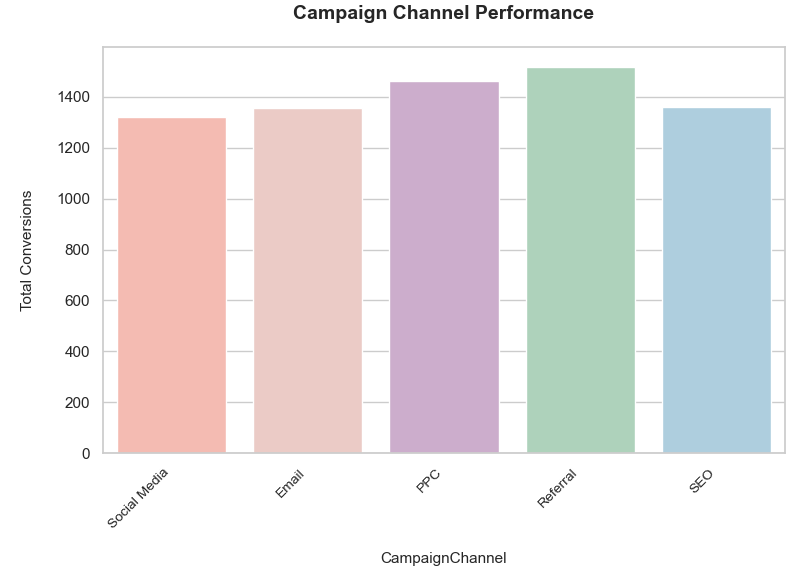 Campaign Channel Performance
1400
1200
1000
800
600
400
200
0
Total Conversions
Social Media
Email
PPC
Referral
SEO
CampaignChannel